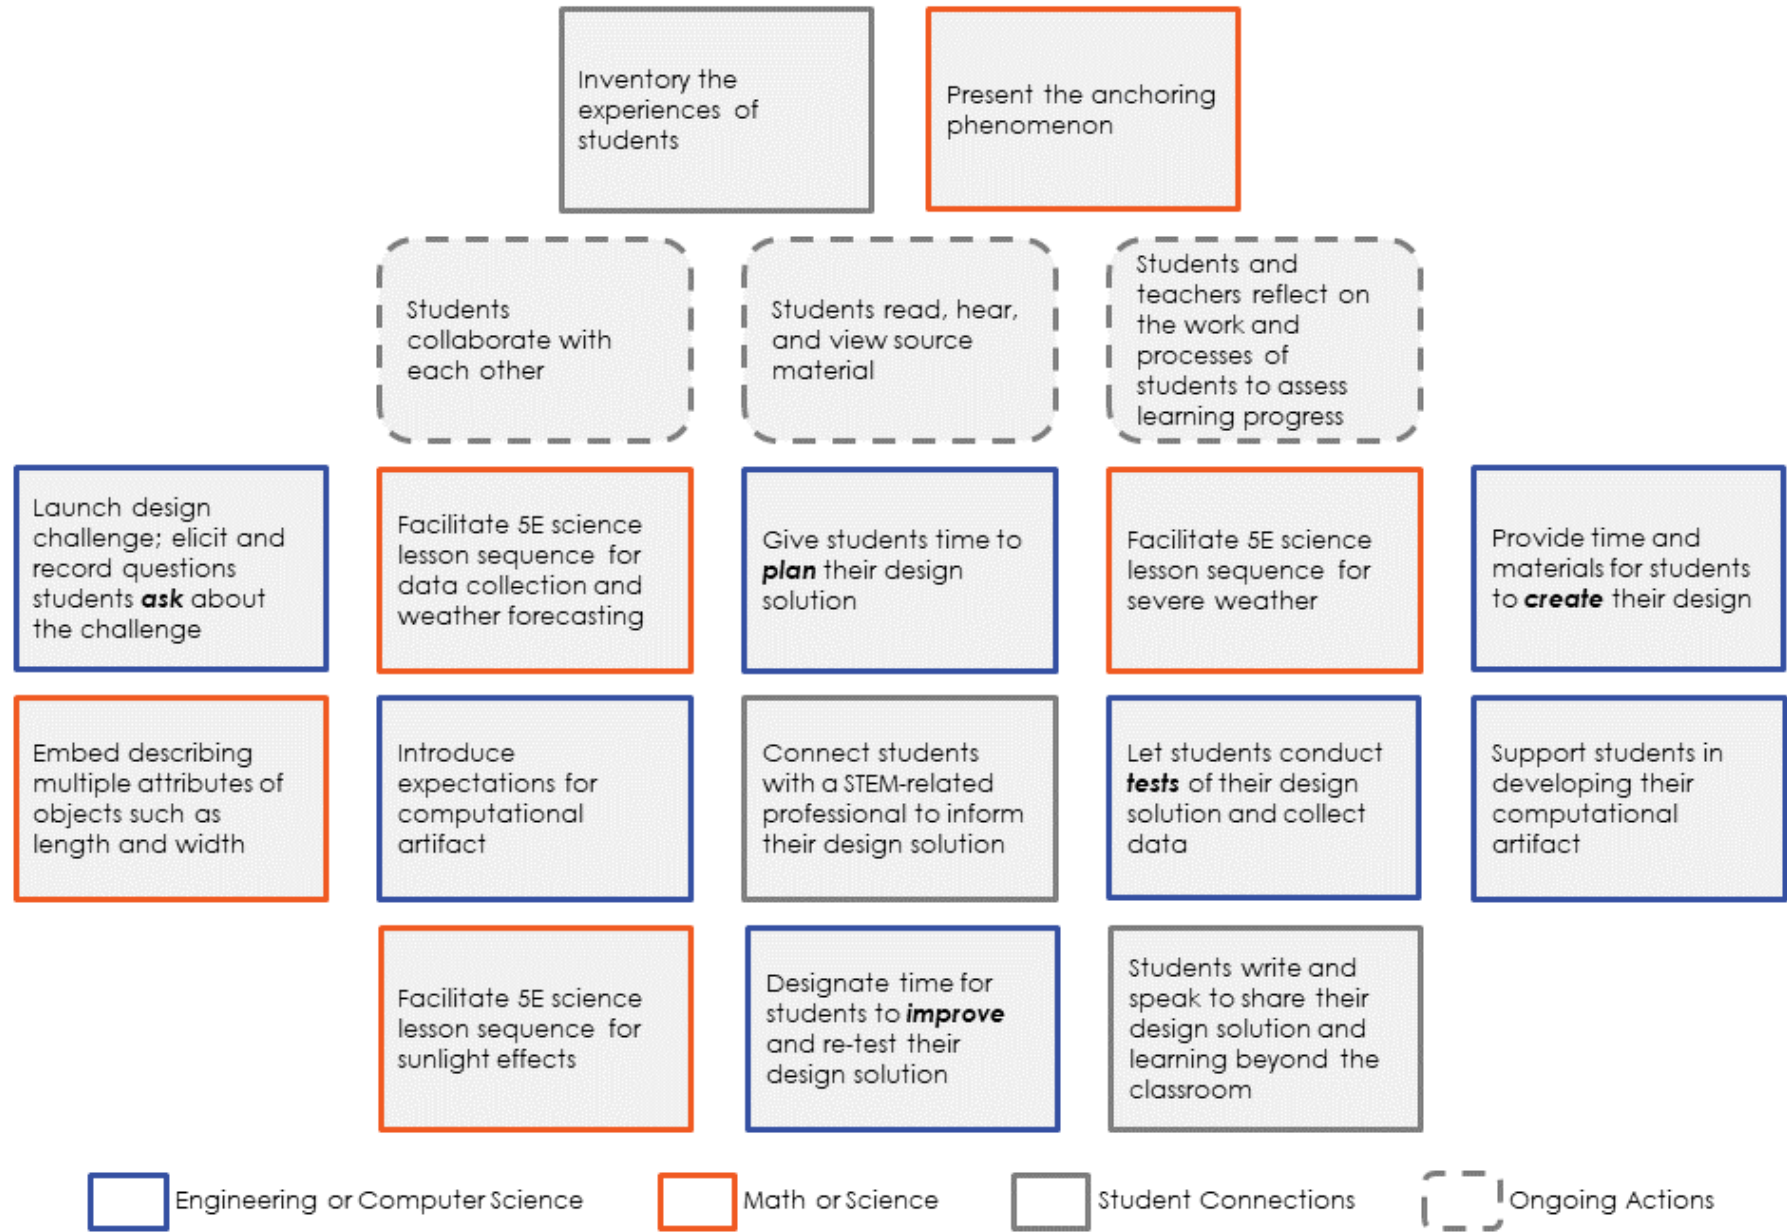 Inventory the
experiences of
students
Present the anchoring
phenomenon
Students
collaborate with
each other
Students read, hear,
and view source
material
Students and
teachers reflect on
the work and
processes of
students to assess
learning progress
Launch design
challenge; elicit and
record questions
students ask about
the challenge
Facilitate 5E science
lesson sequence for
data collection and
weather forecasting
Give students time to
plan their design
solution
Facilitate 5E science
lesson sequence for
severe weather
Provide time and
materials for students
to create their design
Embed describing
multiple attributes of
objects such as
length and width
Introduce
expectations for
computational
artifact
Connect students
with a STEM-related
professional to inform
their design solution
Let students conduct
tests of their design
solution and collect
data
Support students in
developing their
computational
artifact
Facilitate 5E science
lesson sequence for
sunlight effects
Designate time for
students to improve
and re-test their
design solution
Students write and
speak to share their
design solution and
learning beyond the
classroom
Engineering or Computer Science
Math or Science
Student Connections
Ongoing Actions